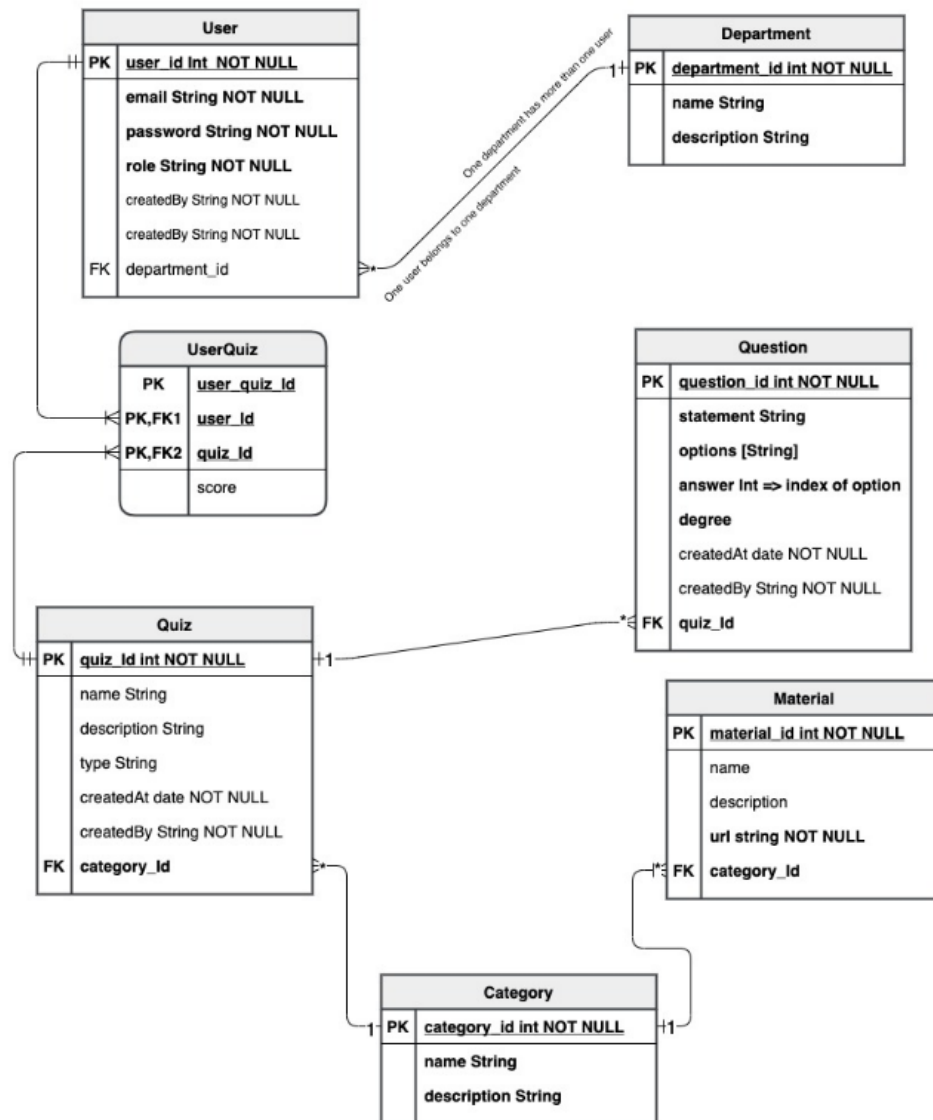 User
PK user_id Int NOT NULL
email String NOT NULL
password String NOT NULL
role String NOT NULL
createdBy String NOT NULL
createdBy String NOT NULL
FK department_id
*
One department has more than one user
One user belongs to one department
1
Department
PK department_id int NOT NULL
name String
description String
UserQuiz
PK user_quiz_Id
PK,FK1 user_Id
PK,FK2 quiz_Id
score
Question
PK question_id int NOT NULL
statement String
options [String]
answer Int => index of option
degree
createdAt date NOT NULL
createdBy String NOT NULL
* FK quiz_Id
Quiz
PK quiz_Id int NOT NULL 1
name String
description String
type String
createdAt date NOT NULL
createdBy String NOT NULL
FK category_Id *
Material
PK material_id int NOT NULL
name
description
url string NOT NULL
* FK category_Id
Category
1 PK category_id int NOT NULL 1
name String
description String